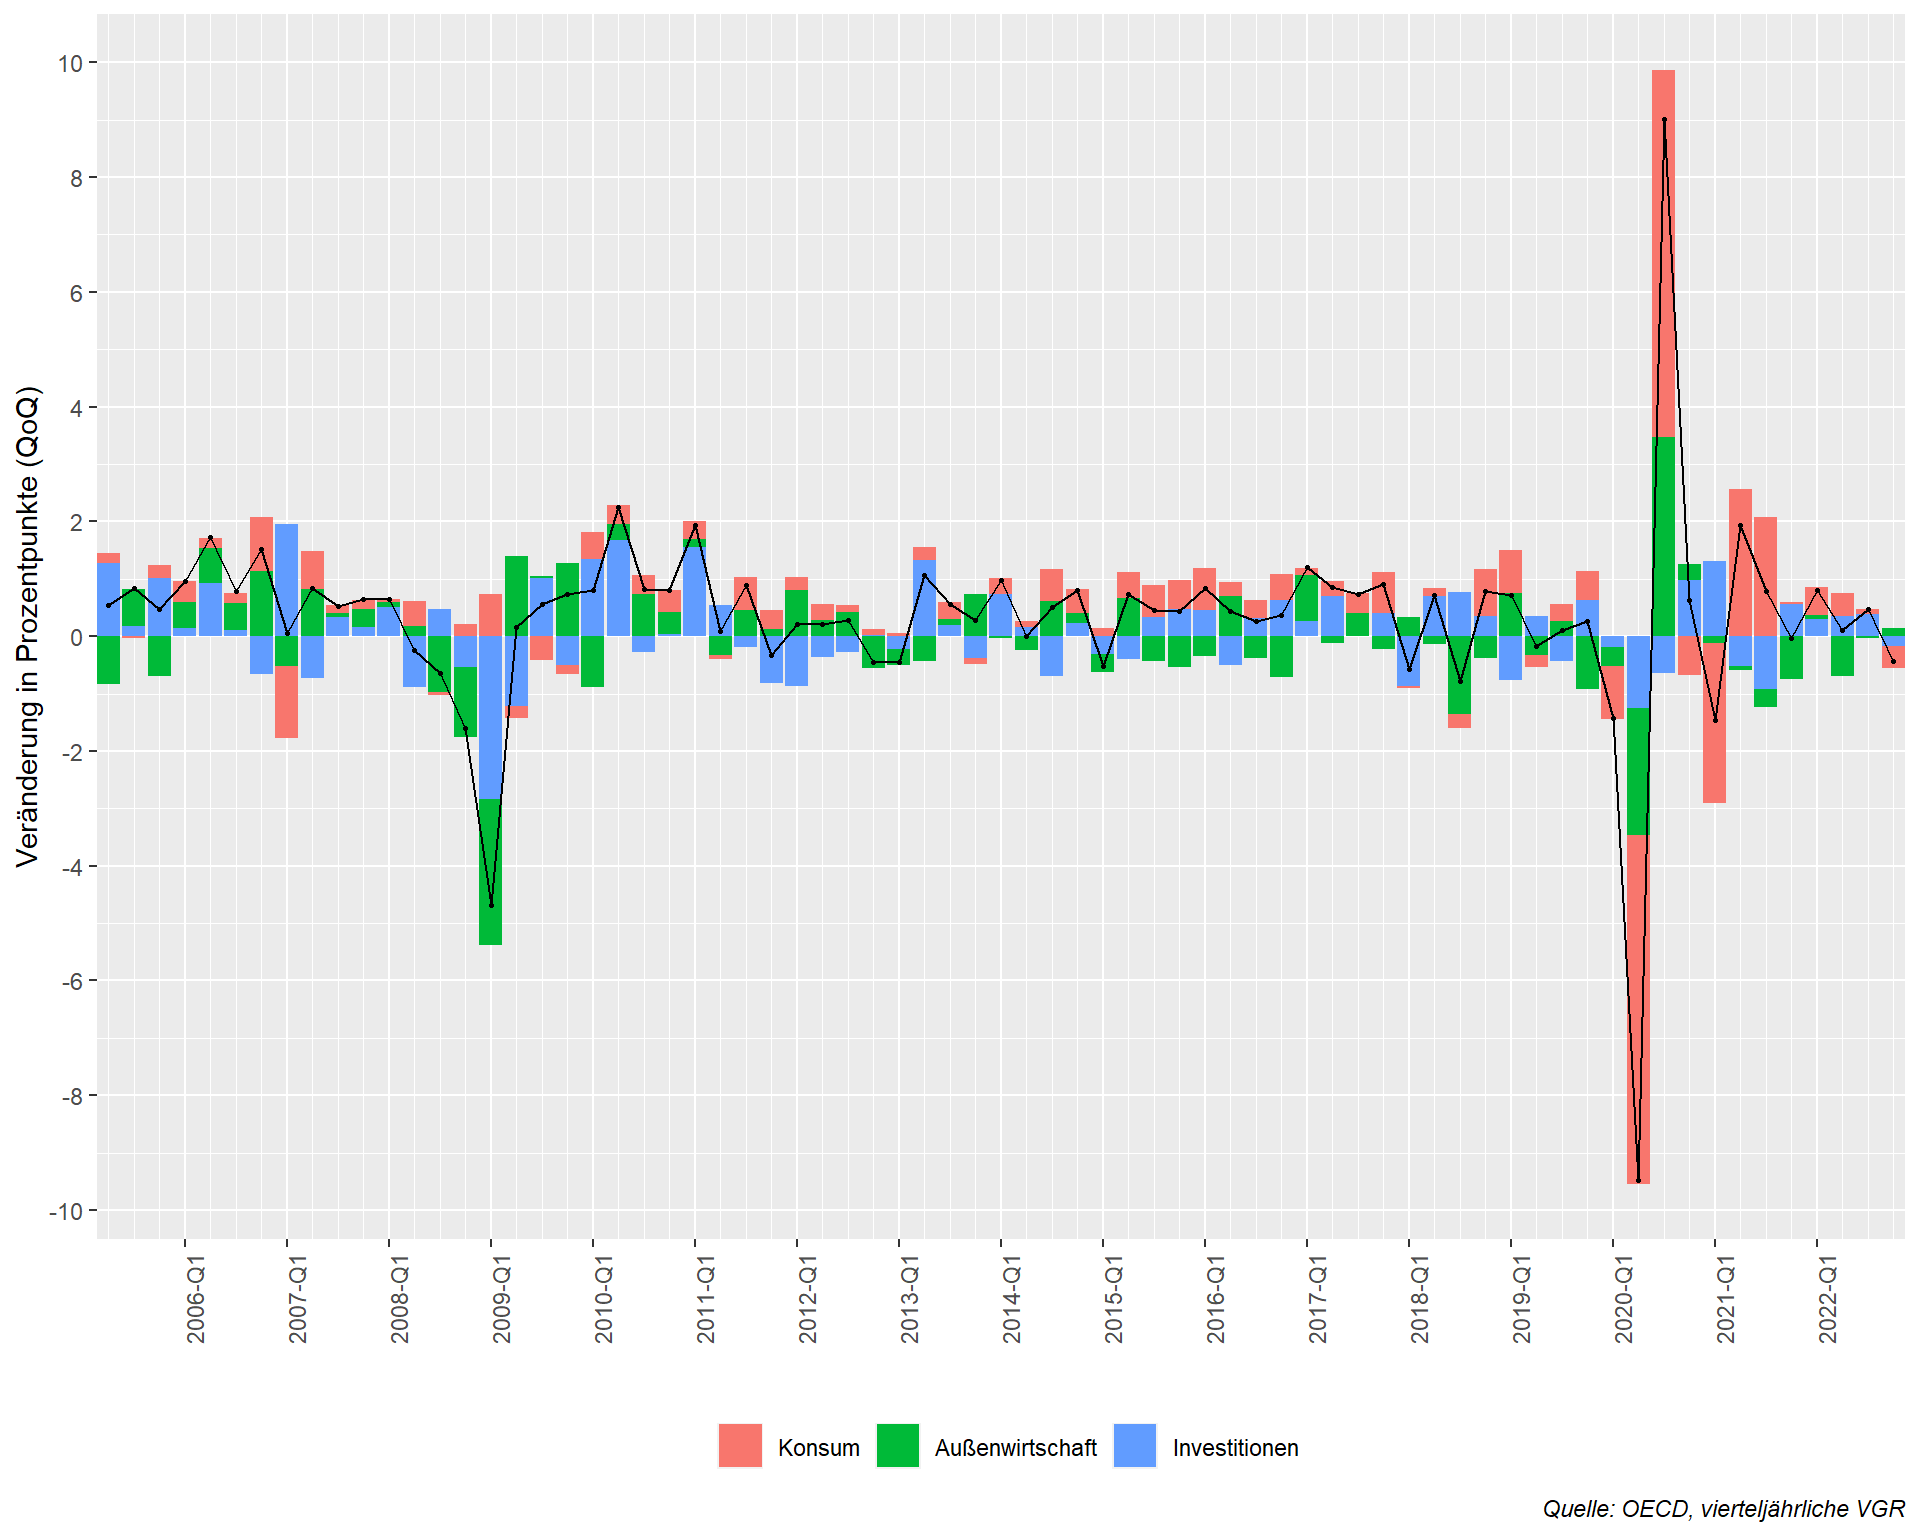 Veränderung in Prozentpunkte (QoQ)
10
8
6
4
2
0
-2
-4
-6
-8
-10
2006-Q1
2007-Q1
2008-Q1
2009-Q1
2010-Q1
2011-Q1
2012-Q1
2013-Q1
2014-Q1
2015-Q1
2016-Q1
2017-Q1
2018-Q1
2019-Q1
2020-Q1
2021-Q1
2022-Q1
Konsum Außenwirtschaft Investitionen
Quelle: OECD, vierteljährliche VGR